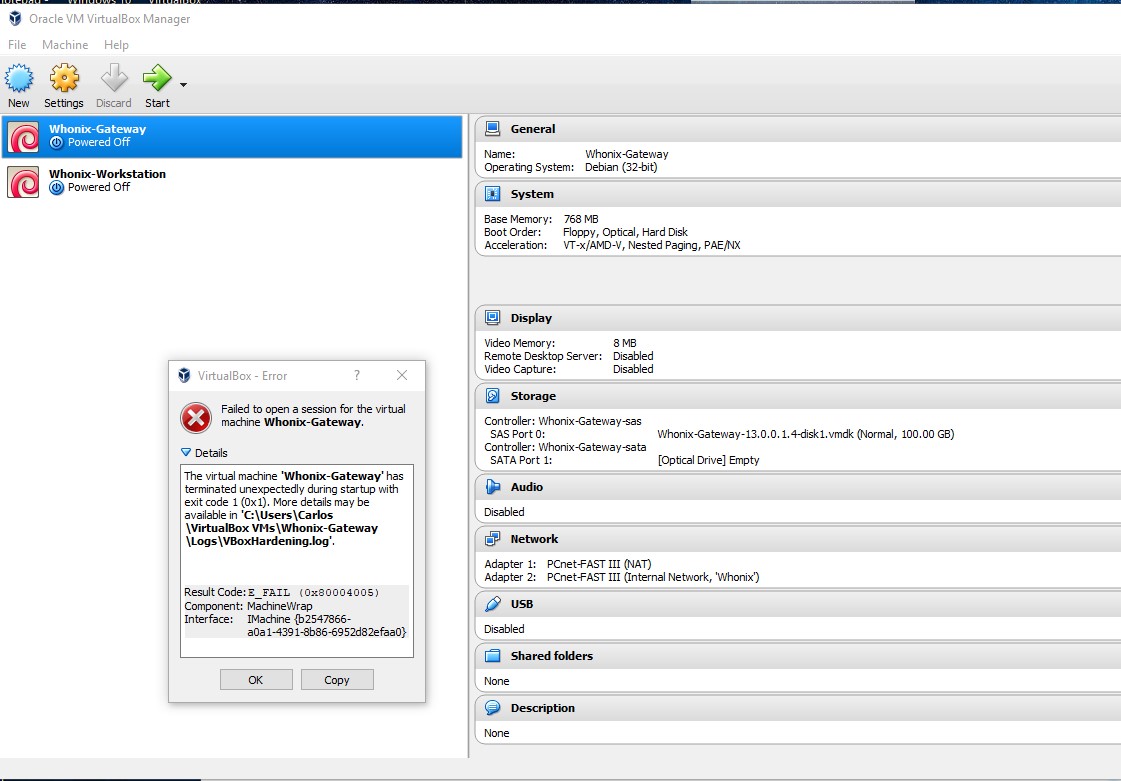 Oracle VM VirtualBox Manager
File Machine Help
New Settings Discard Start
Whonix-Gateway
Powered Off
Whonix-Workstation
Powered Off
General
Name: Whonix-Gateway
Operating System: Debian (32-bit)
System
Base Memory: 768 MB
Boot Order: Floppy, Optical, Hard Disk
Acceleration: VT-x/AMD-V, Nested Paging, PAE/NX
Display
Video Memory: 8 MB
Remote Desktop Server: Disabled
Video Capture: Disabled
Storage
Controller: Whonix-Gateway-sas
SAS Port 0: Whonix-Gateway-13.0.0.1.4-disk1.vmdk (Normal, 100.00 GB)
Controller: Whonix-Gateway-sata
SATA Port 1: [Optical Drive] Empty
Audio
Disabled
Network
Adapter 1: PCnet-FAST III (NAT)
Adapter 2: PCnet-FAST III (Internal Network, 'Whonix')
USB
Disabled
Shared folders
None
Description
None
VirtualBox - Error ?
Failed to open a session for the virtual
machine Whonix-Gateway.
Details
The virtual machine 'Whonix-Gateway' has
terminated unexpectedly during startup with
exit code 1 (0x1). More details may be
available in 'C:\Users\Carlos
\VirtualBox VMs\Whonix-Gateway
\Logs\VBoxHardening.log'.
Result Code: E_FAIL (0x80004005)
Component: MachineWrap
Interface: IMachine {b2547866-
a0a1-4391-8b86-6952d82efaa0}
OK Copy